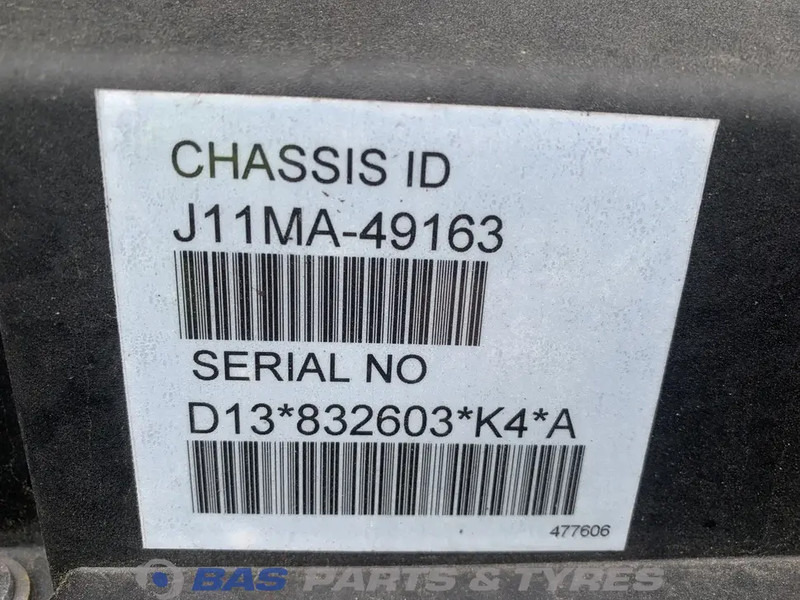 CHASSIS ID
J11MA-49163
SERIAL NO
D13*832603*K4*A
477606
BAS PARTS & TYRES